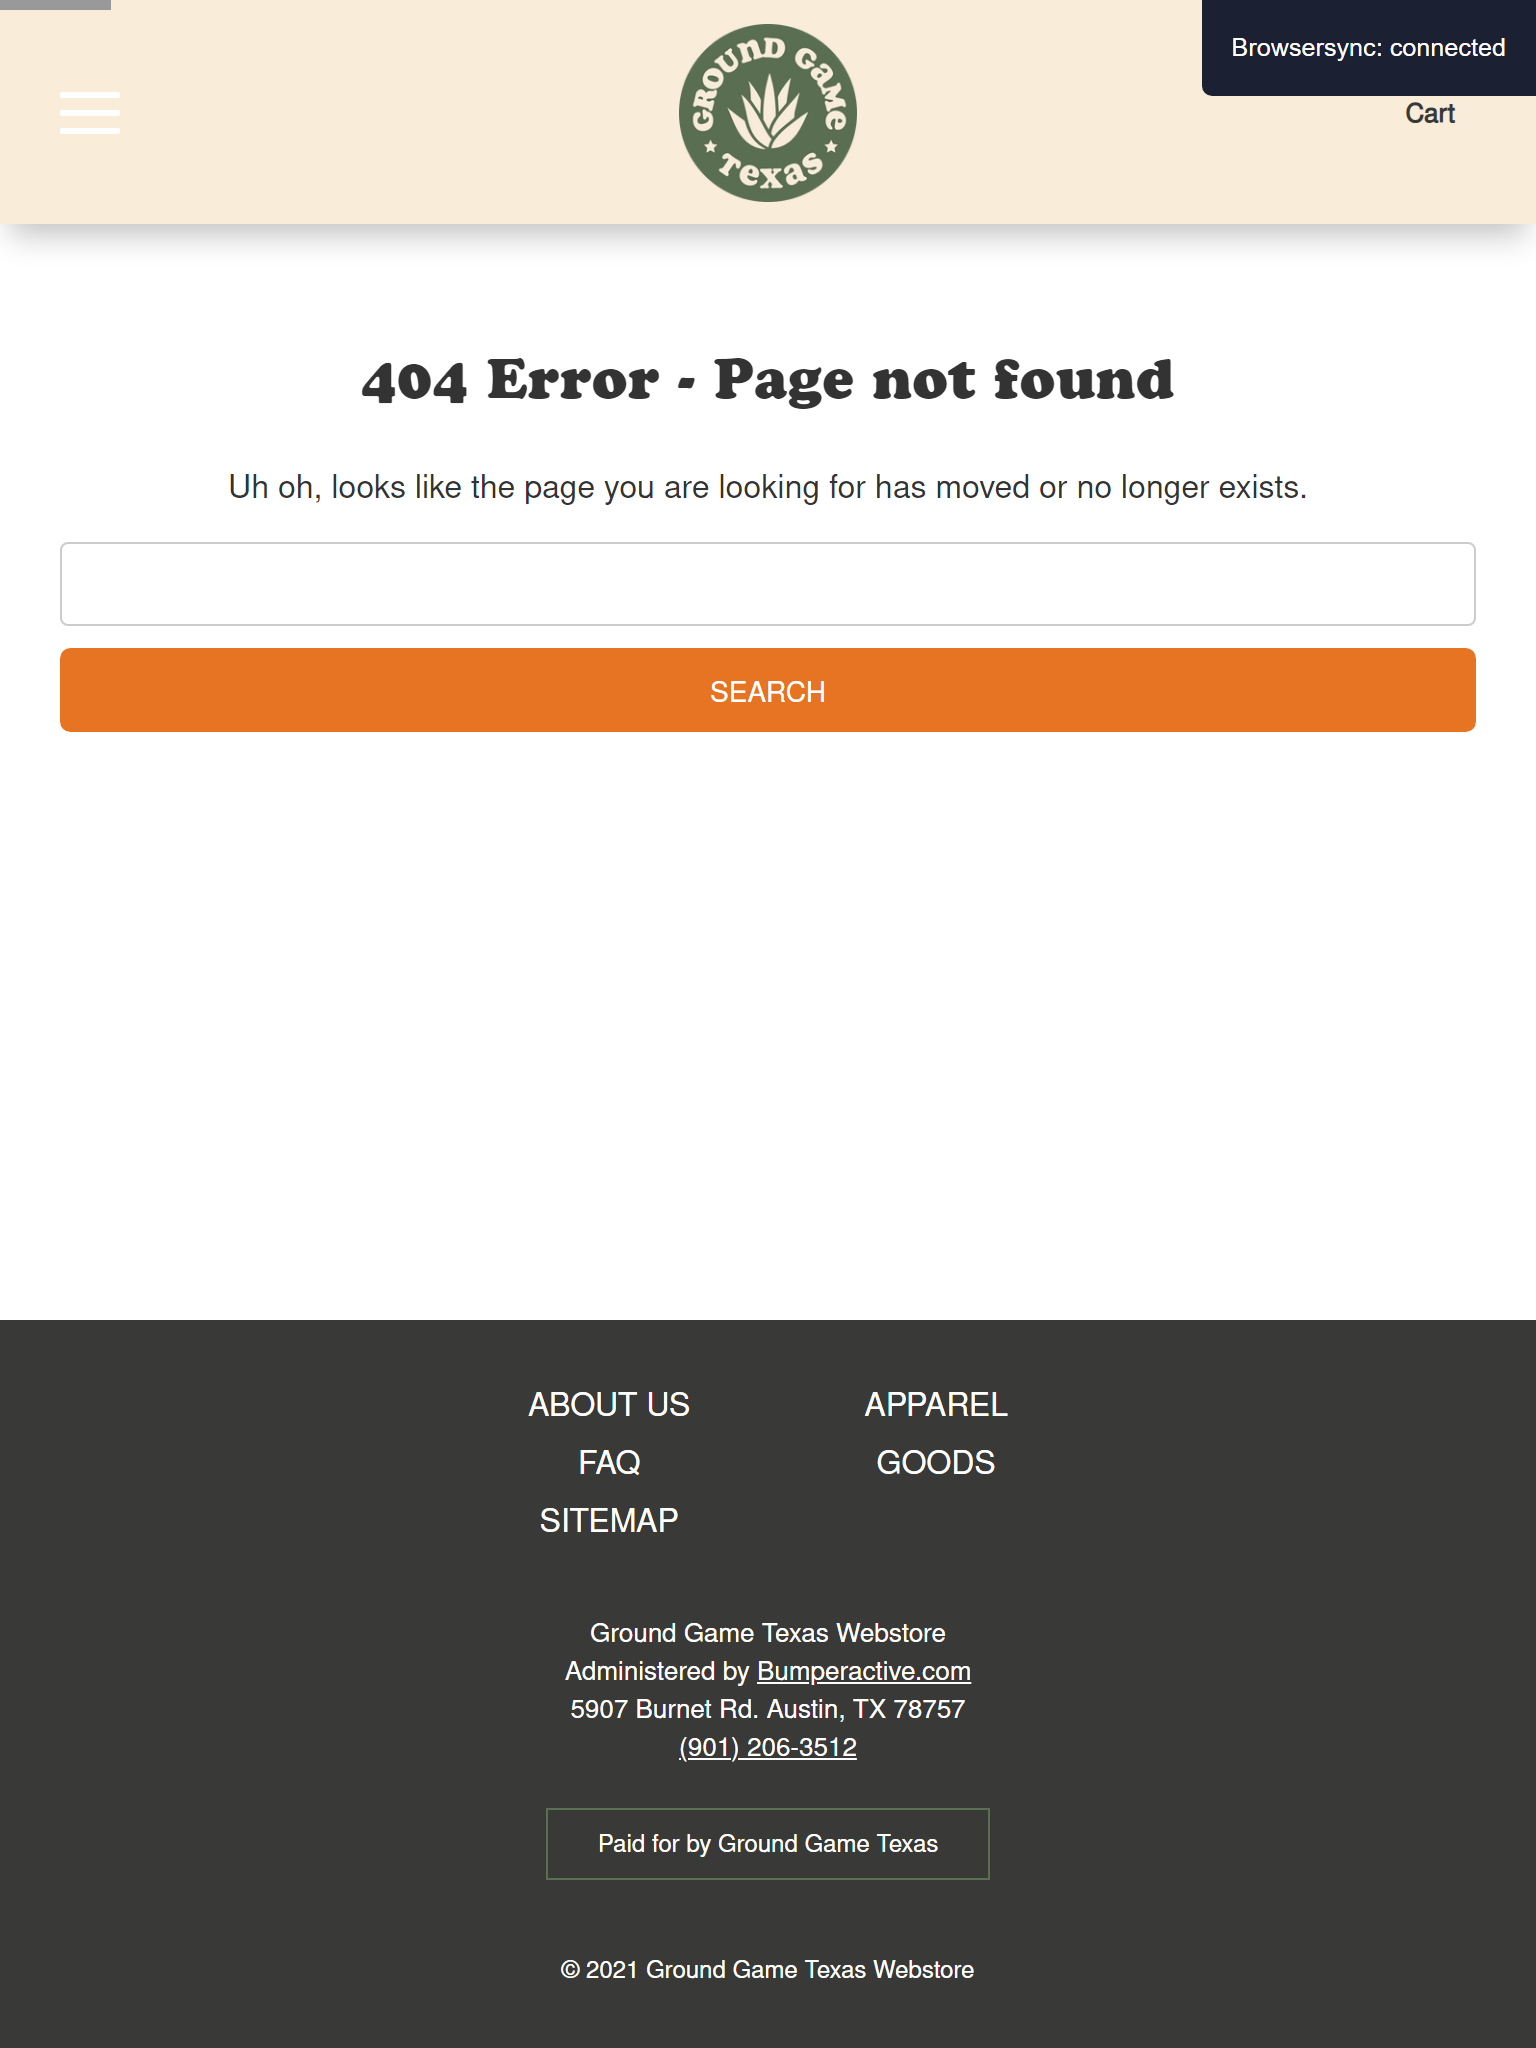 Browsersync: connected
GROUND GAME
TEXAS
Cart
404 Error - Page not found
Uh oh, looks like the page you are looking for has moved or no longer exists.
SEARCH
ABOUT US
FAQ
SITEMAP
APPAREL
GOODS
Ground Game Texas Webstore
Administered by Bumperactive.com
5907 Burnet Rd. Austin, TX 78757
(901) 206-3512
Paid for by Ground Game Texas
© 2021 Ground Game Texas Webstore